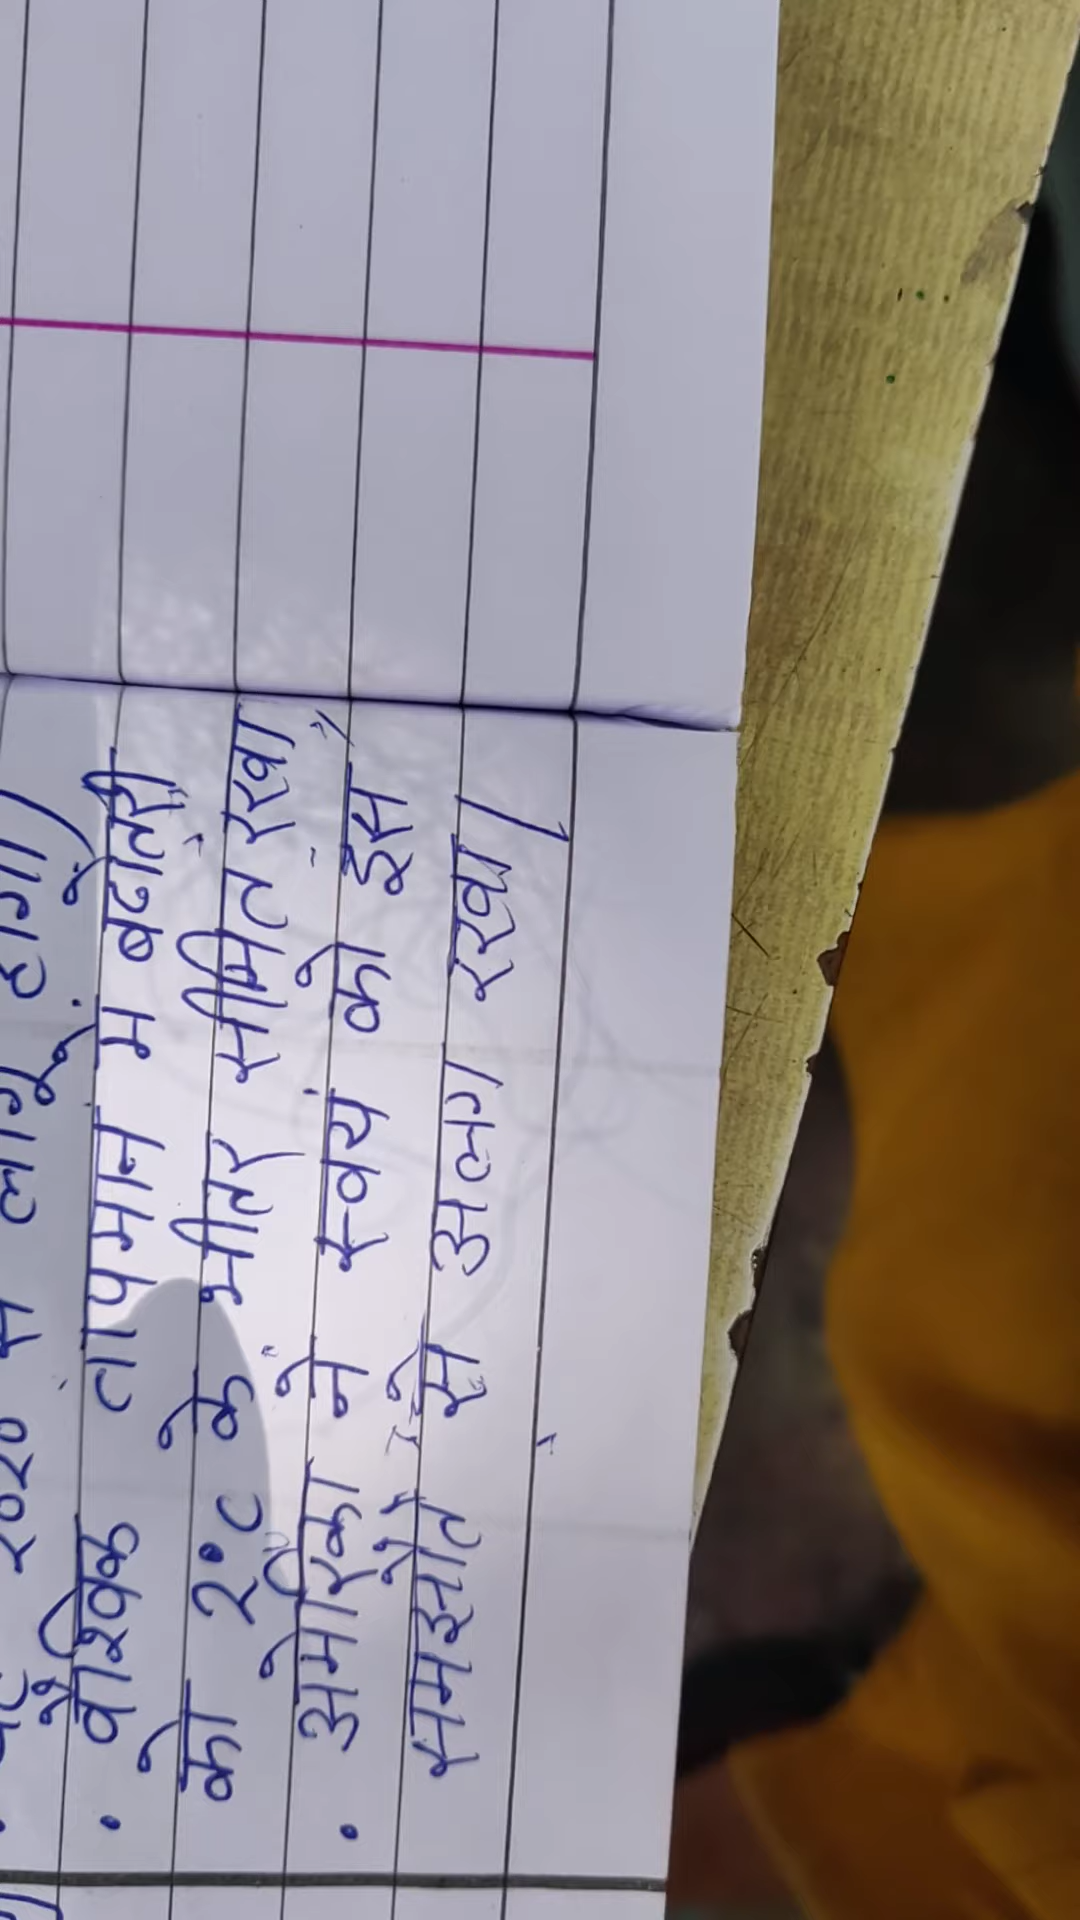 2020 से लागू होगा)
• वैश्विक तापमान में बढ़ोतरी
को 2°C के भीतर सीमित रखा
• अमेरिका ने स्वयं को इस
समझौते से अलग रखा।